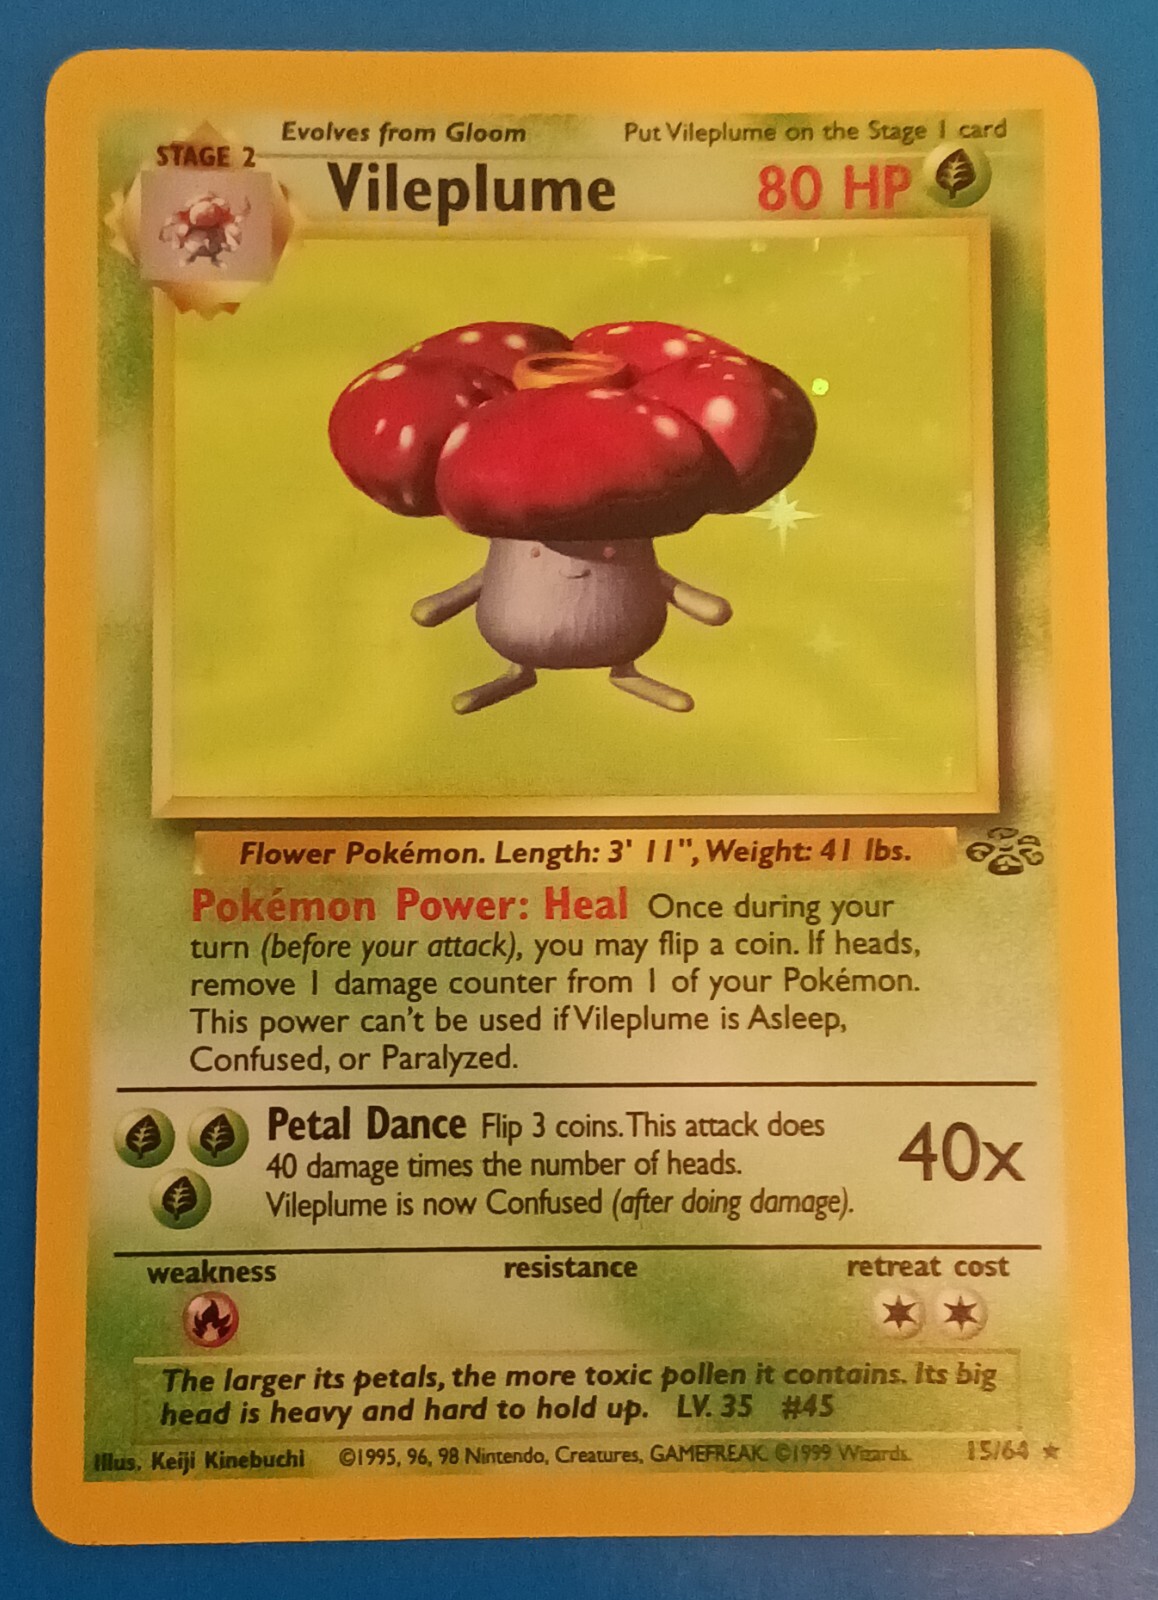 Evolves from Gloom Put Vileplume on the Stage 1 card
STAGE 2
Vileplume 80 HP
Flower Pokémon. Length: 3' 11", Weight: 41 lbs.
Pokémon Power: Heal Once during your
turn (before your attack), you may flip a coin. If heads,
remove 1 damage counter from 1 of your Pokémon.
This power can't be used if Vileplume is Asleep,
Confused, or Paralyzed.
Petal Dance Flip 3 coins. This attack does
40 damage times the number of heads.
Vileplume is now Confused (after doing damage).
40x
weakness resistance retreat cost
The larger its petals, the more toxic pollen it contains. Its big
head is heavy and hard to hold up. LV. 35 #45
Illus. Keiji Kinebuchi ©1995, 96, 98 Nintendo, Creatures, GAMEFREAK. ©1999 Wizards. 15/64 ★